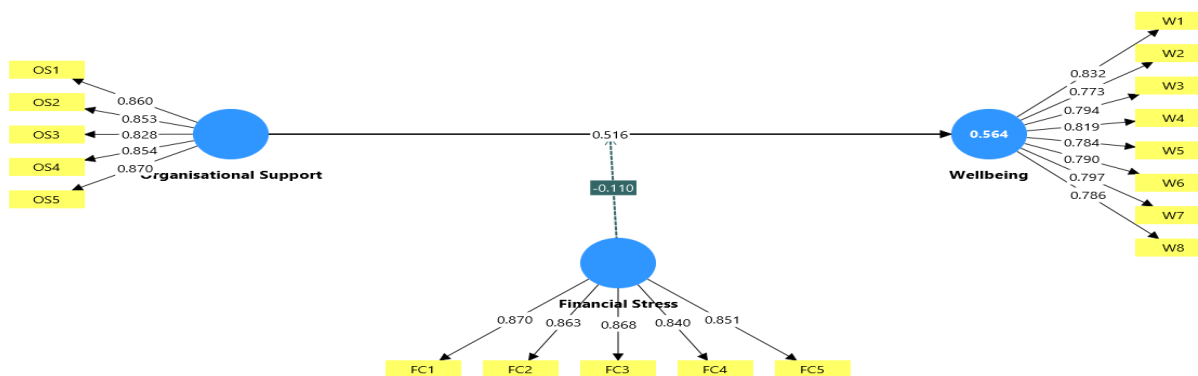 W1
W2
W3
W4
W5
W6
W7
W8
0.832
0.773
0.794
0.819
0.784
0.790
0.797
0.786
OS1
OS2
OS3
OS4
OS5
0.860
0.853
0.828
0.854
0.870
0.516
0.564
Organisational Support
Wellbeing
-0.110
Financial Stress
0.870
0.863
0.868
0.840
0.851
FC1
FC2
FC3
FC4
FC5